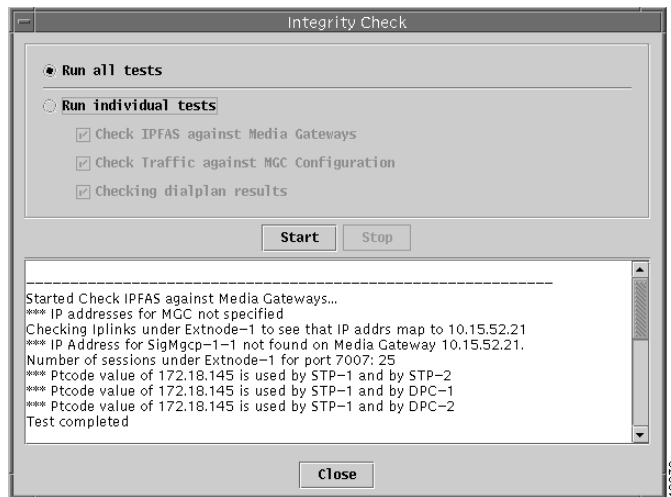 Integrity Check
Run all tests
Run individual tests
Check IPFAS against Media Gateways
Check Traffic against MGC Configuration
Checking dialplan results
Start Stop
Started Check IPFAS against Media Gateways...
*** IP addresses for MGC not specified
Checking Iplinks under Extnode-1 to see that IP addrs map to 10.15.52.21
*** IP Address for SigMgcp-1-1 not found on Media Gateway 10.15.52.21.
Number of sessions under Extnode-1 for port 7007: 25
*** Ptcode value of 172.18.145 is used by STP-1 and by STP-2
*** Ptcode value of 172.18.145 is used by STP-1 and by DPC-1
*** Ptcode value of 172.18.145 is used by STP-1 and by DPC-2
Test completed
Close